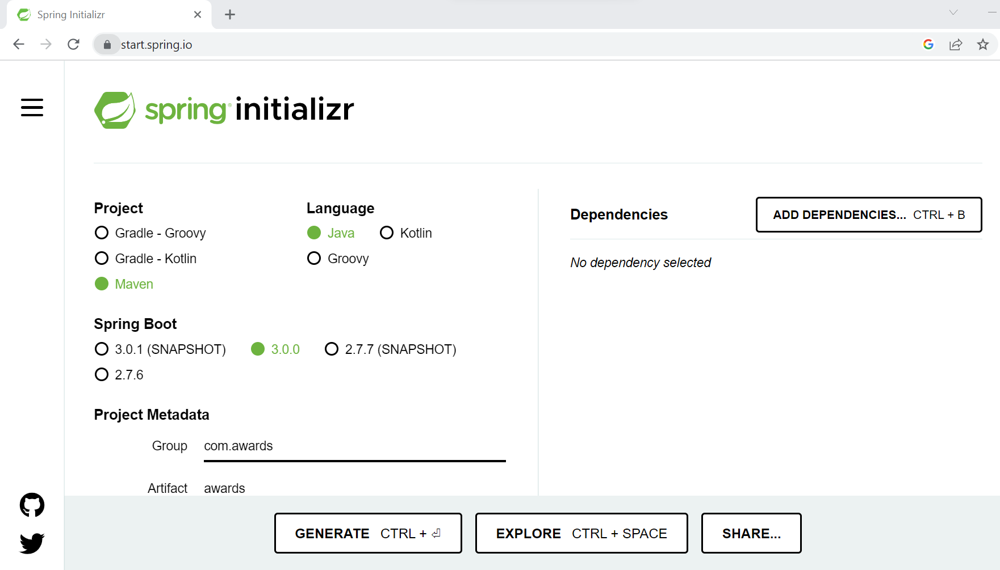 Spring Initializr
start.spring.io
spring initializr
Project
Gradle - Groovy
Gradle - Kotlin
Maven
Language
Java Kotlin
Groovy
Spring Boot
3.0.1 (SNAPSHOT) 3.0.0 2.7.7 (SNAPSHOT)
2.7.6
Project Metadata
Group com.awards
Artifact awards
Dependencies
ADD DEPENDENCIES... CTRL + B
No dependency selected
GENERATE CTRL + ⏎
EXPLORE CTRL + SPACE
SHARE...